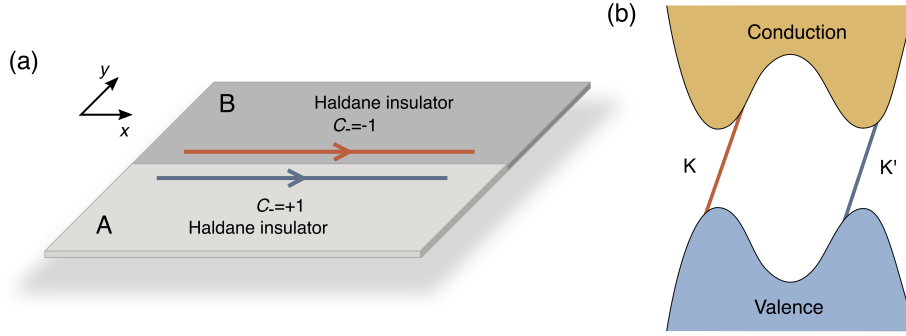 (a)
y
x
B
Haldane insulator
C-=-1
C-=+1
A
Haldane insulator
(b)
Conduction
K
K'
Valence